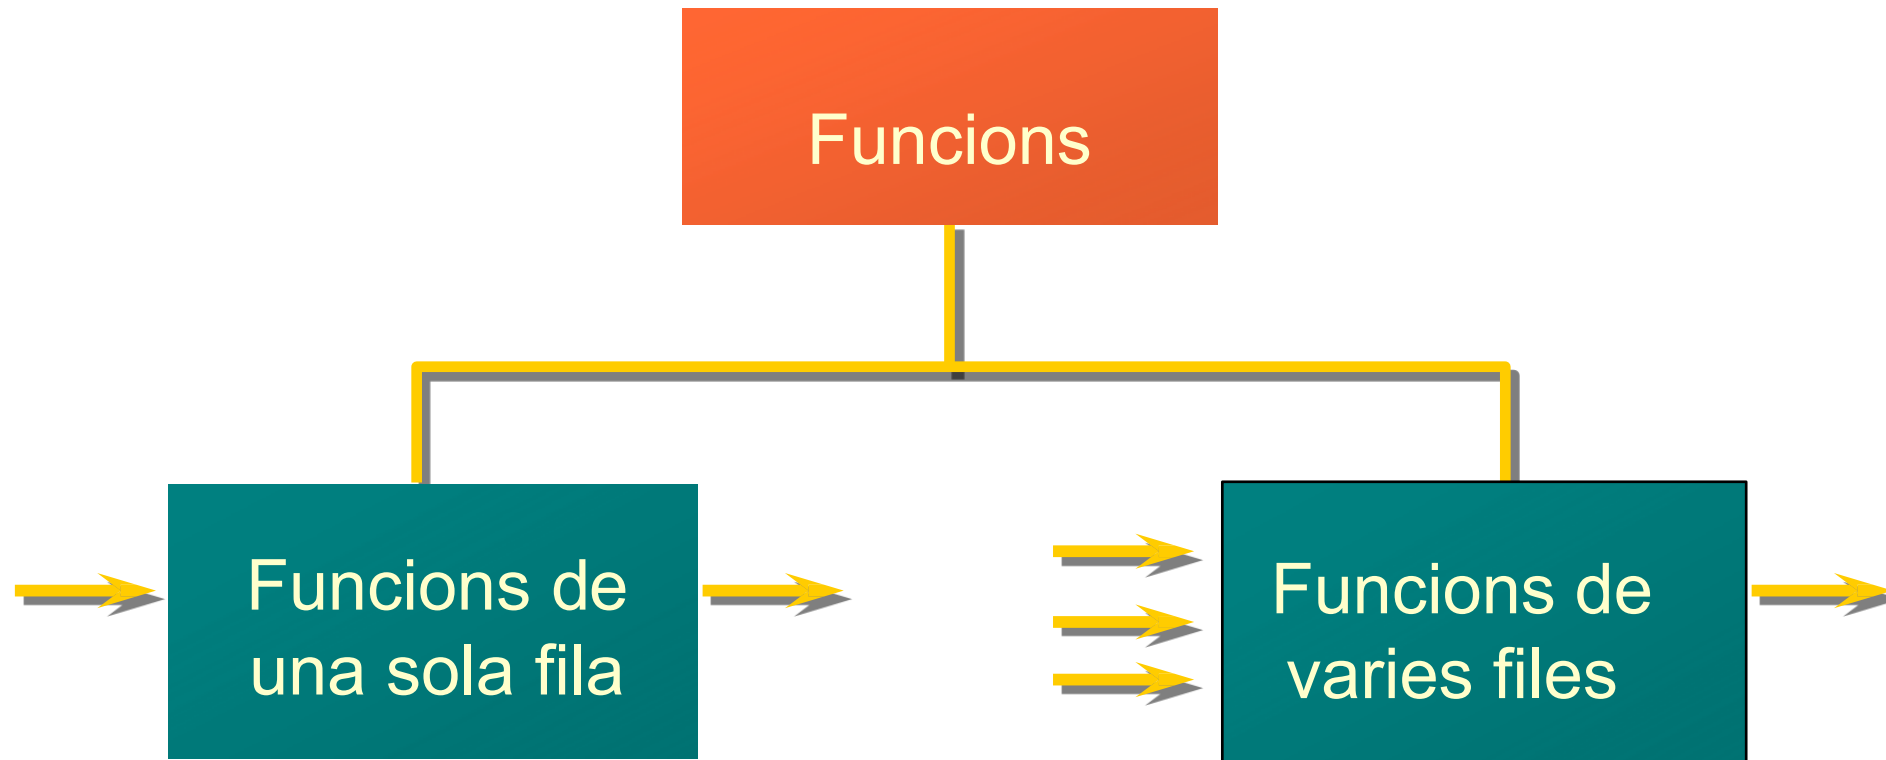 Funcions
Funcions de
una sola fila
Funcions de
varies files